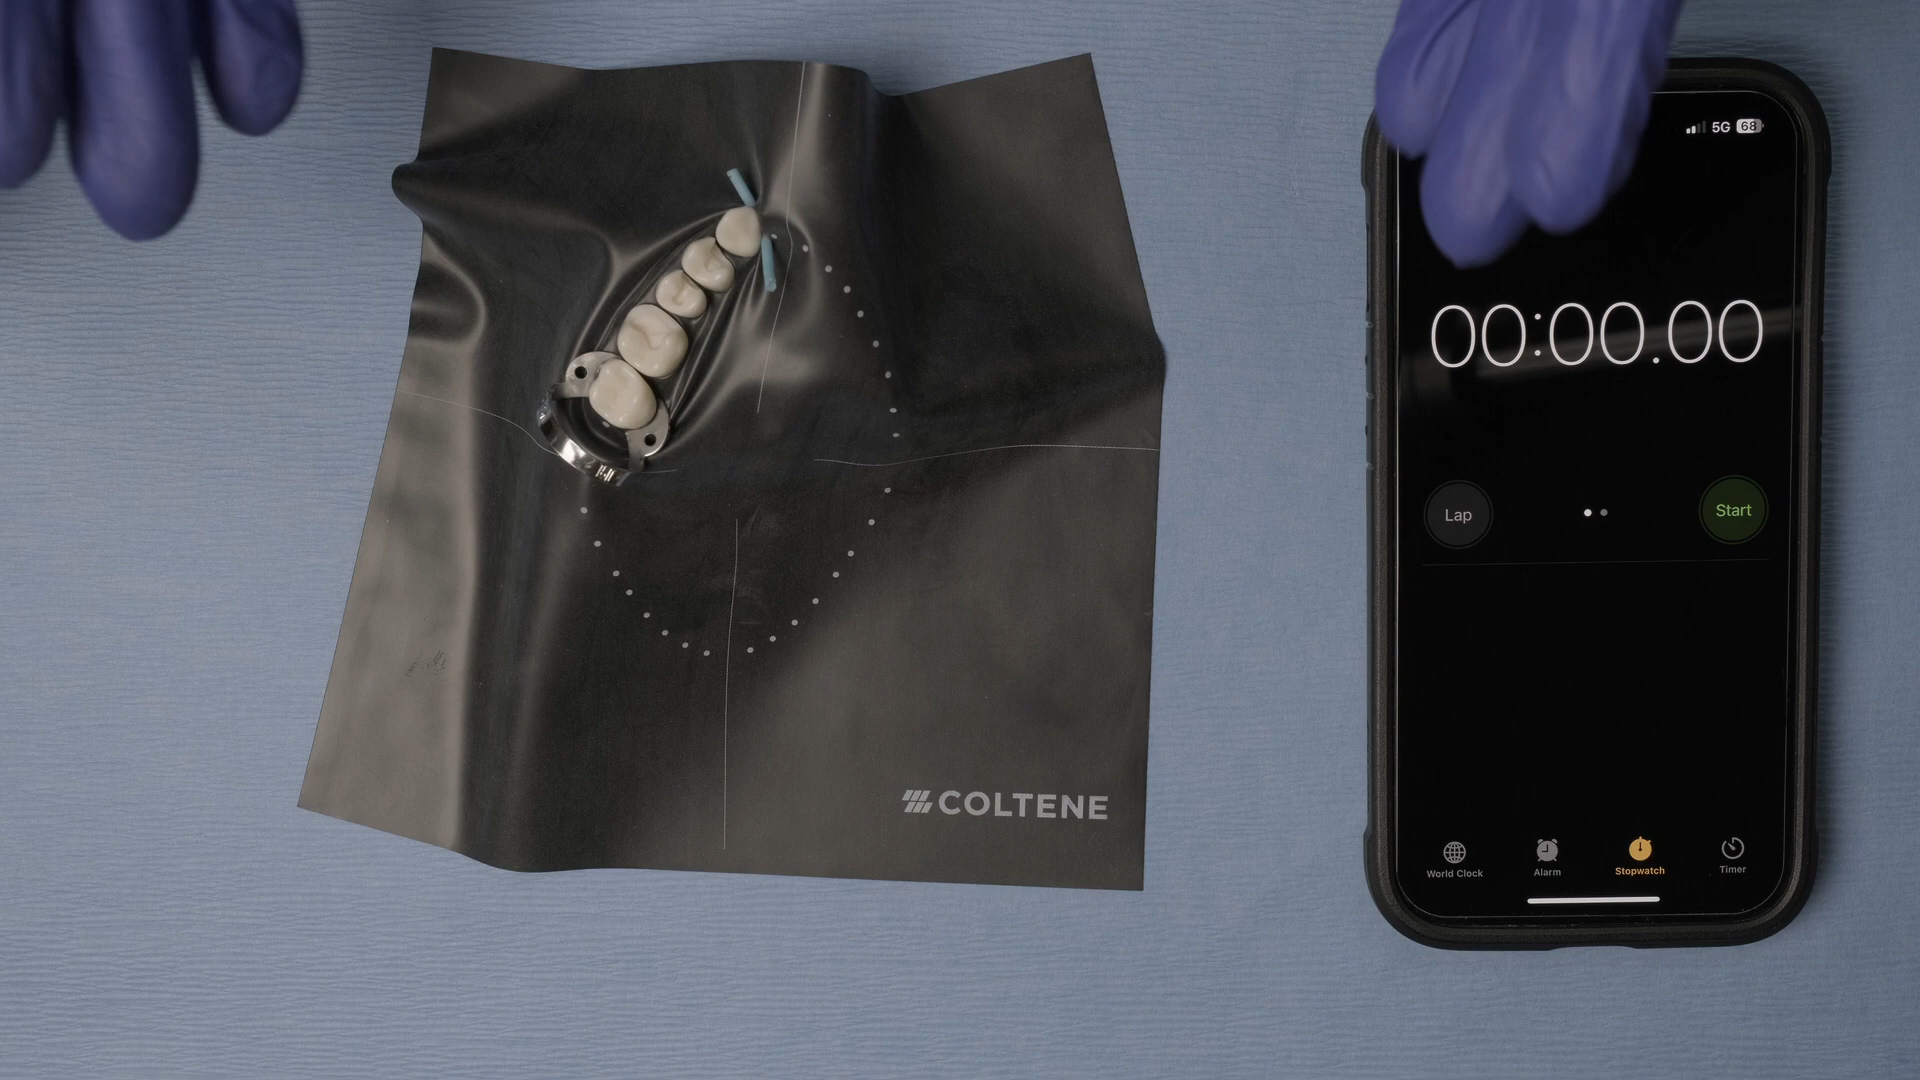 5G 68
00:00.00
Lap
Start
COLTENE
World Clock
Alarm
Stopwatch
Timer